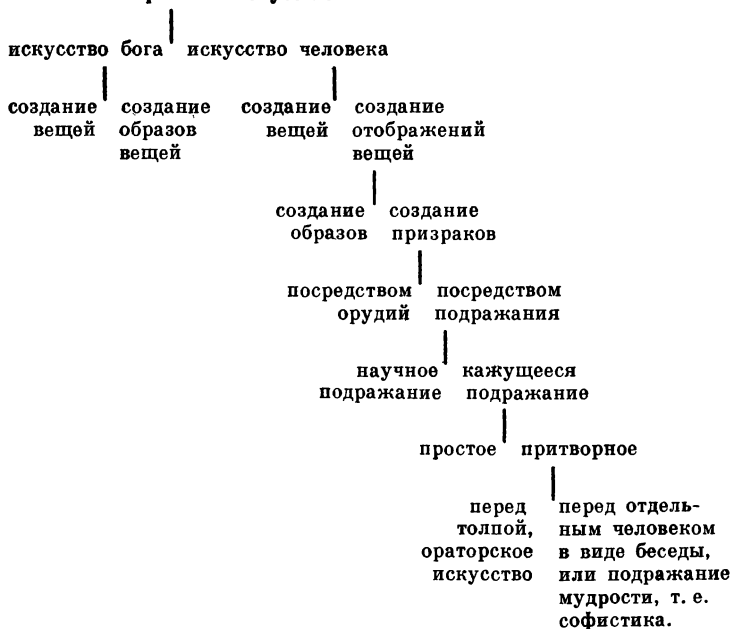 искусство бога искусство человека
создание создание создание создание
вещей образов вещей отображений
вещей вещей
создание создание
образов призраков
посредством посредством
орудий подражания
научное кажущееся
подражание подражание
простое притворное
перед перед отдель-
толпой, ным человеком
ораторское в виде беседы,
искусство или подражание
мудрости, т. е.
софистика.